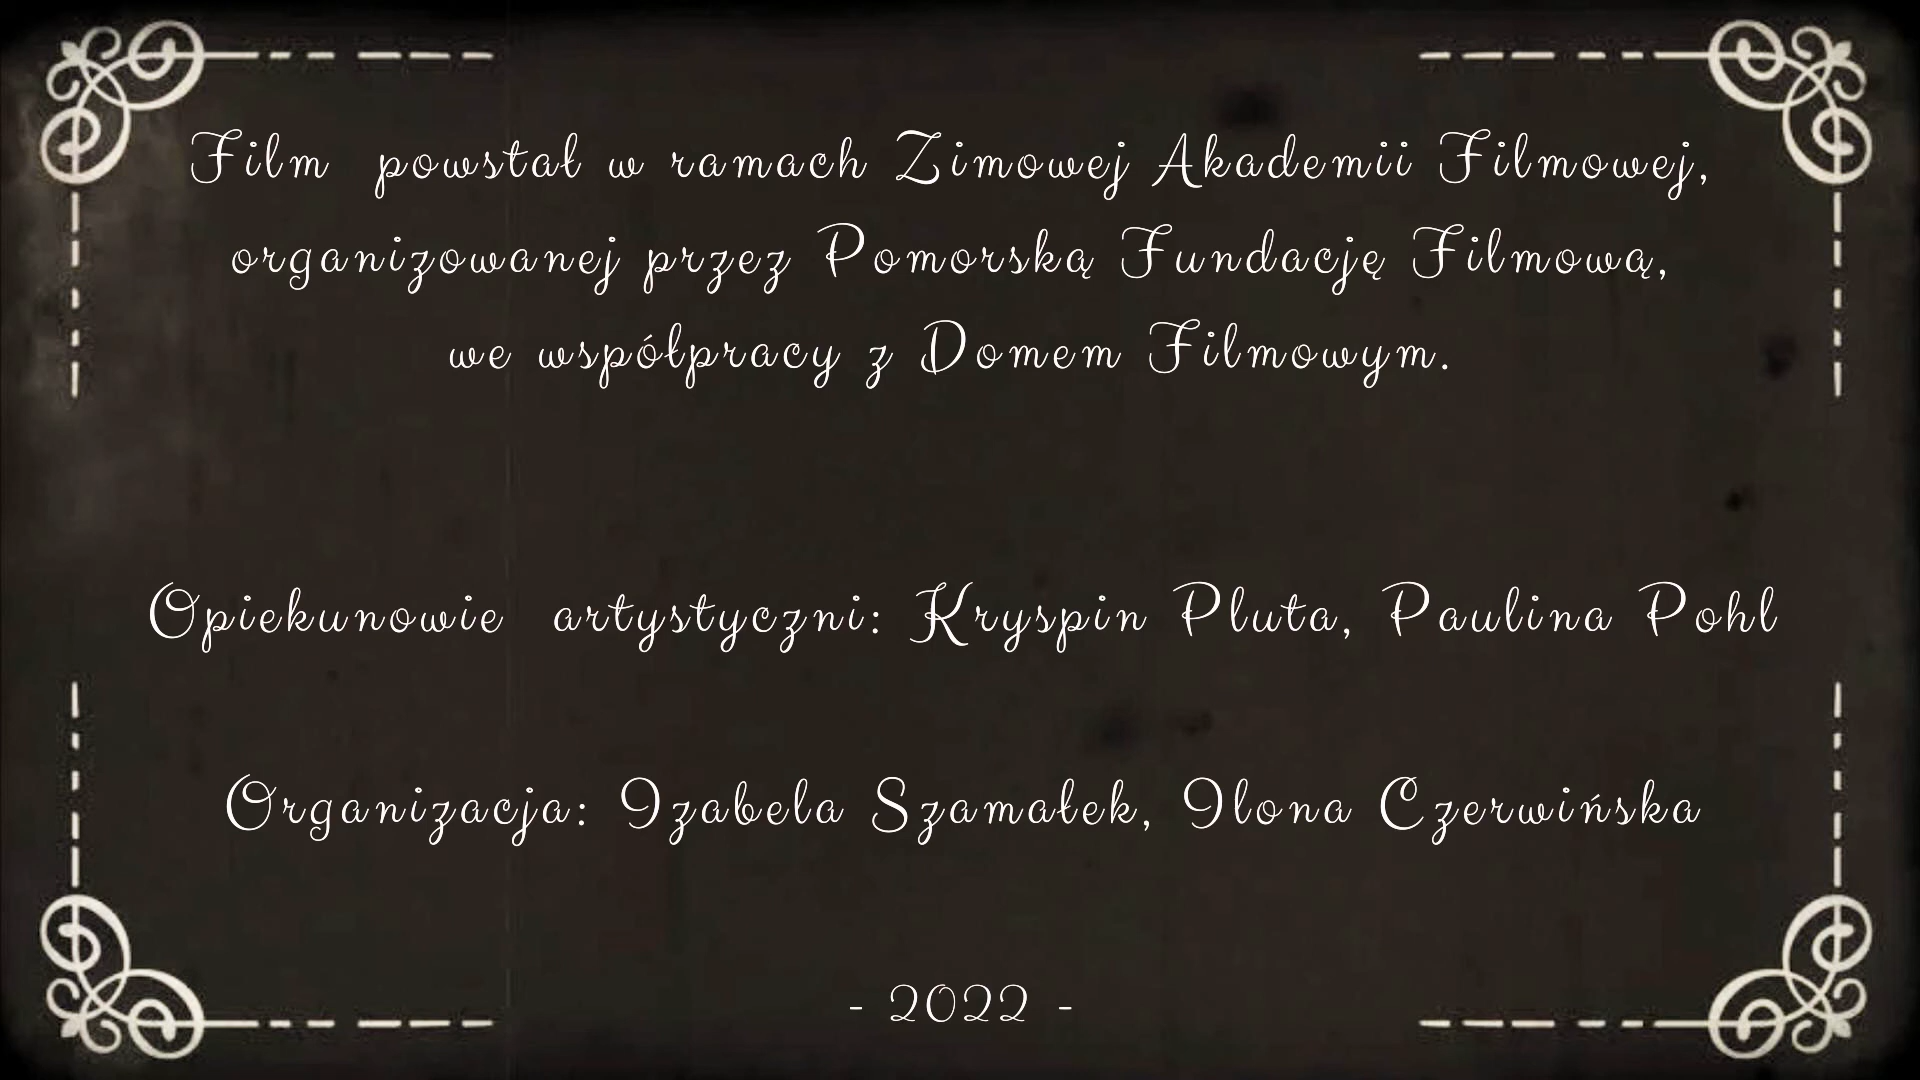 Film powstał w ramach Zimowej Akademii Filmowej,
organizowanej przez Pomorską Fundację Filmową,
we współpracy z Domem Filmowym.
Opiekunowie artystyczni: Kryspin Pluta, Paulina Pohl
Organizacja: Izabela Szamałek, Ilona Czerwińska
- 2022 -